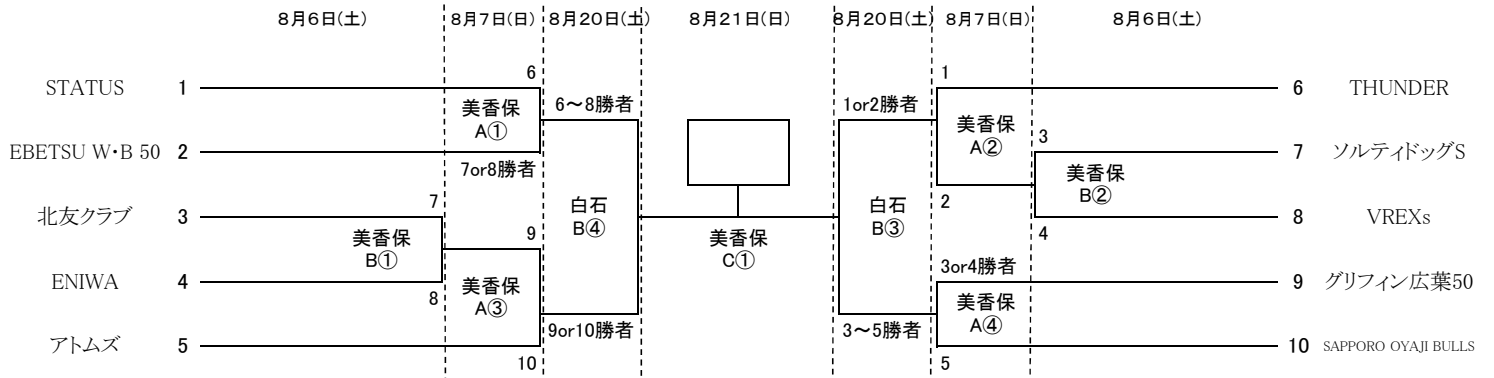 8月6日(土) 8月7日(日) 8月20日(土) 8月21日(日) 8月20日(土) 8月7日(日) 8月6日(土)
6 1
STATUS 1 6 THUNDER
美香保 6～8勝者 1or2勝者 美香保
A① A②
3
EBETSU W・B 50 2 7 ソルティドッグS
7or8勝者 美香保
B②
7 白石 白石 2
北友クラブ 3 B④ B③ 8 VREXs
美香保 9 美香保 4
B① C①
3or4勝者
ENIWA 4 9 グリフィン広葉50
8 美香保 美香保
A③ A④
9or10勝者 3～5勝者
アトムズ 5 10 SAPPORO OYAJI BULLS
10 5